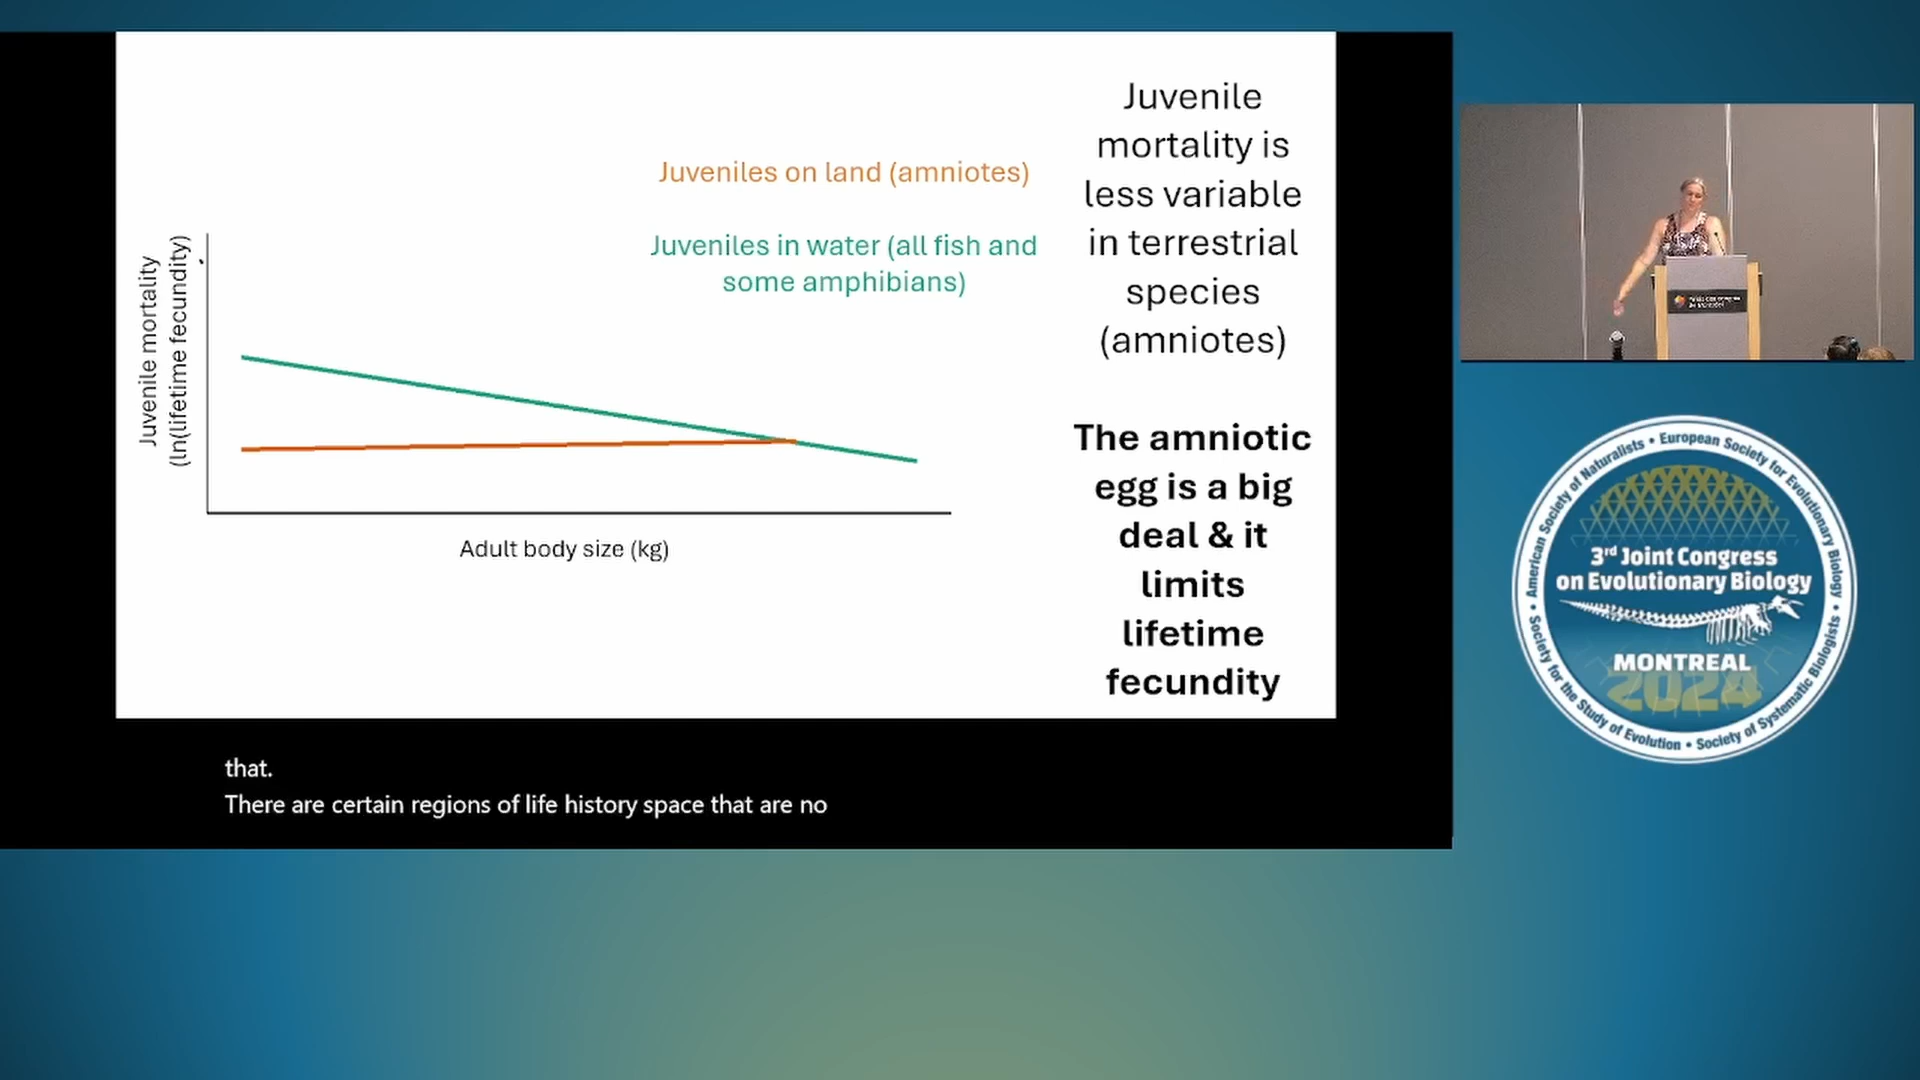 Juvenile
mortality is
less variable
in terrestrial
species
(amniotes)
The amniotic
egg is a big
deal & it
limits
lifetime
fecundity
Juveniles on land (amniotes)
Juveniles in water (all fish and
some amphibians)
Juvenile mortality
(ln(lifetime fecundity)
Adult body size (kg)
that.
There are certain regions of life history space that are no
American Society of Naturalists • European Society for Evolutionary Biology • Society of Systematic Biologists • Society for the Study of Evolution •
3rd Joint Congress
on Evolutionary Biology
MONTREAL
2024